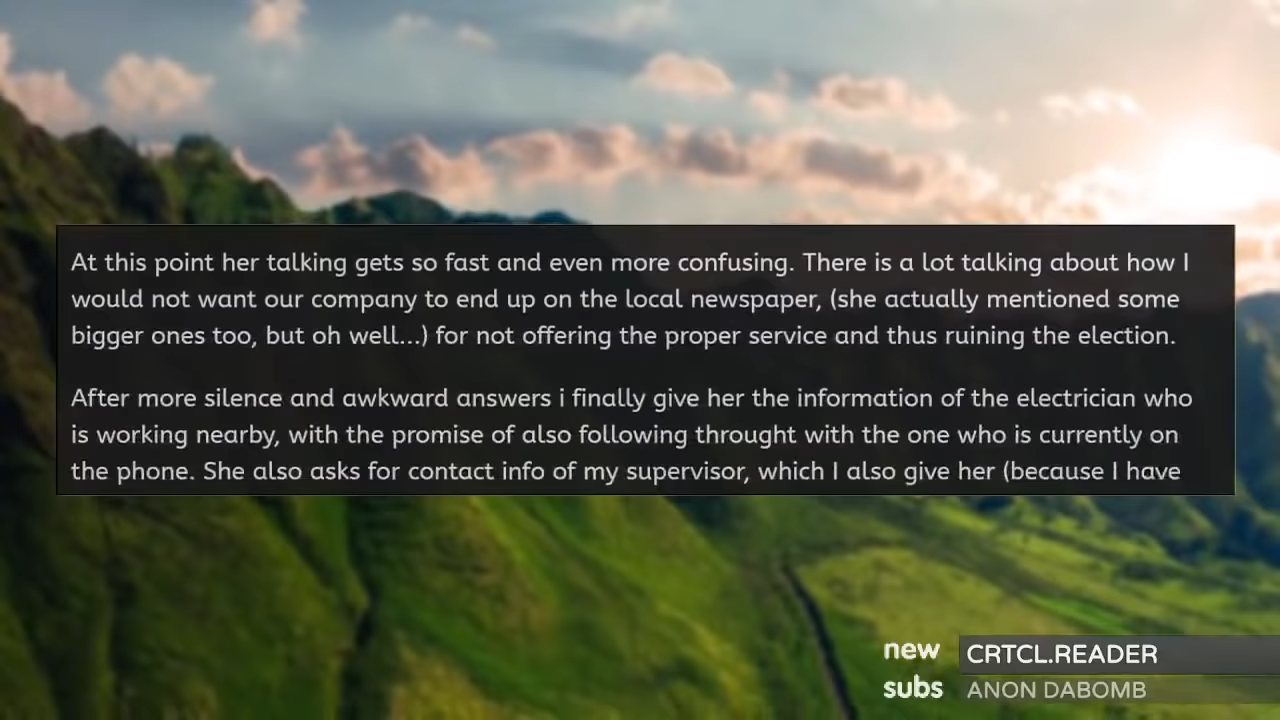 At this point her talking gets so fast and even more confusing. There is a lot talking about how I
would not want our company to end up on the local newspaper, (she actually mentioned some
bigger ones too, but oh well...) for not offering the proper service and thus ruining the election.
After more silence and awkward answers i finally give her the information of the electrician who
is working nearby, with the promise of also following throught with the one who is currently on
the phone. She also asks for contact info of my supervisor, which I also give her (because I have
new
CRTCL.READER
subs
ANON DABOMB